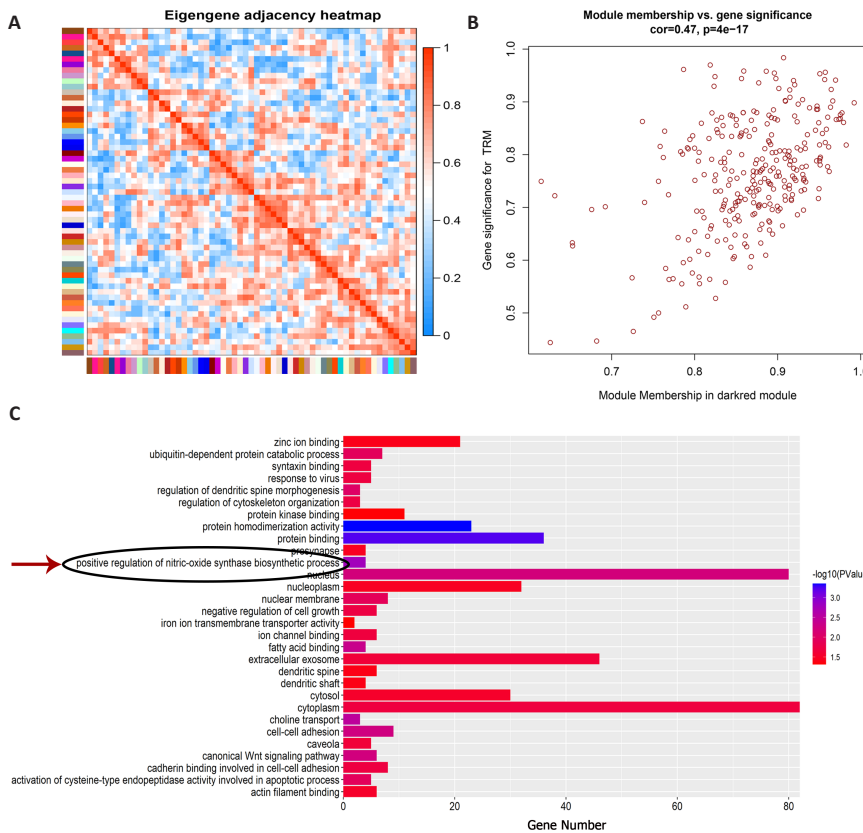 A
Eigengene adjacency heatmap
1
0.8
0.6
0.4
0.2
0
B
Module membership vs. gene significance
cor=0.47, p=4e−17
Gene significance for TRM
1.0
0.9
0.8
0.7
0.6
0.5
0.7
0.8
0.9
Module Membership in darkred module
C
zinc ion binding
ubiquitin-dependent protein catabolic process
syntaxin binding
response to virus
regulation of dendritic spine morphogenesis
regulation of cytoskeleton organization
protein kinase binding
protein homodimerization activity
protein binding
presynapse
positive regulation of nitric-oxide synthase biosynthetic process
nucleus
nucleoplasm
nuclear membrane
negative regulation of cell growth
iron ion transmembrane transporter activity
ion channel binding
fatty acid binding
extracellular exosome
dendritic spine
dendritic shaft
cytosol
cytoplasm
choline transport
cell-cell adhesion
caveola
canonical Wnt signaling pathway
cadherin binding involved in cell-cell adhesion
activation of cysteine-type endopeptidase activity involved in apoptotic process
actin filament binding
0
20
40
60
80
Gene Number
-log10(PValu
3.0
2.5
2.0
1.5